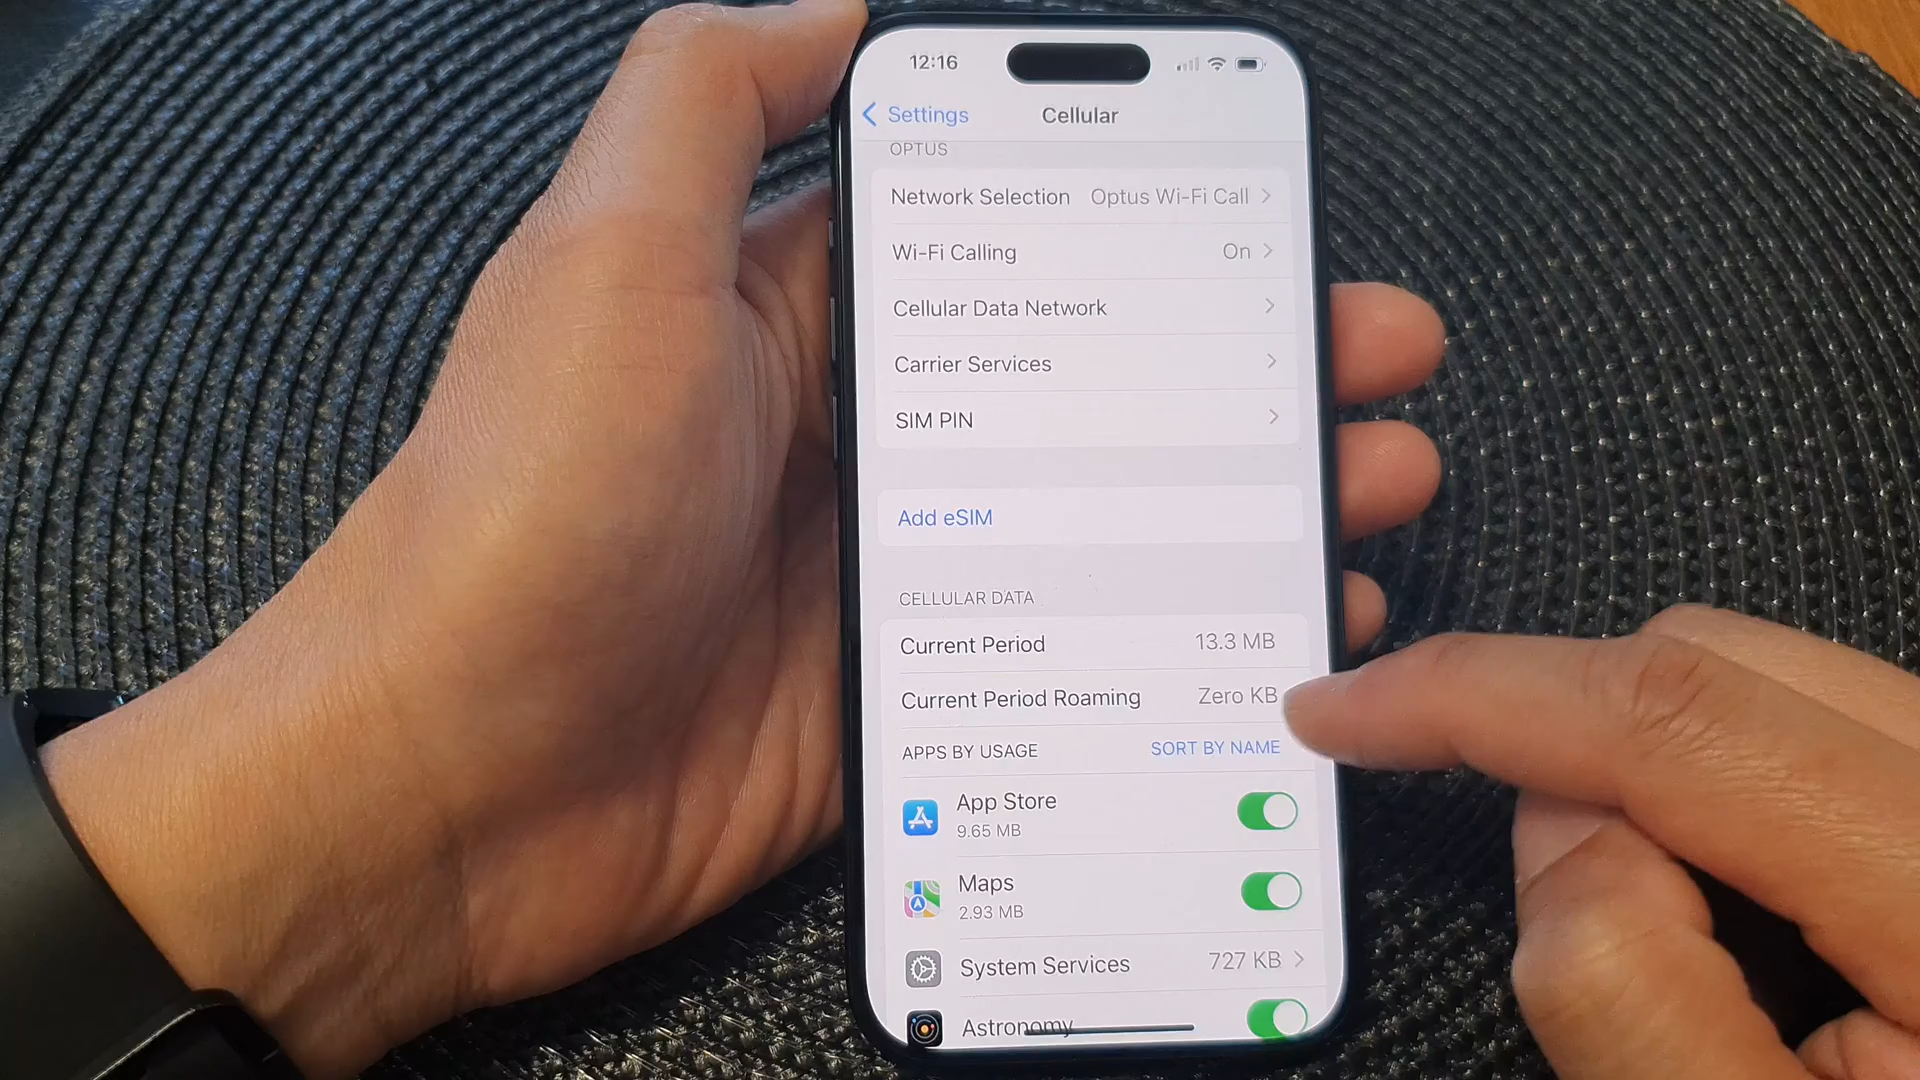 12:16
Settings
Cellular
OPTUS
Network Selection Optus Wi-Fi Call
Wi-Fi Calling On
Cellular Data Network
Carrier Services
SIM PIN
Add eSIM
CELLULAR DATA
Current Period 13.3 MB
Current Period Roaming Zero KB
APPS BY USAGE SORT BY NAME
App Store
9.65 MB
Maps
2.93 MB
System Services 727 KB
Astronomy